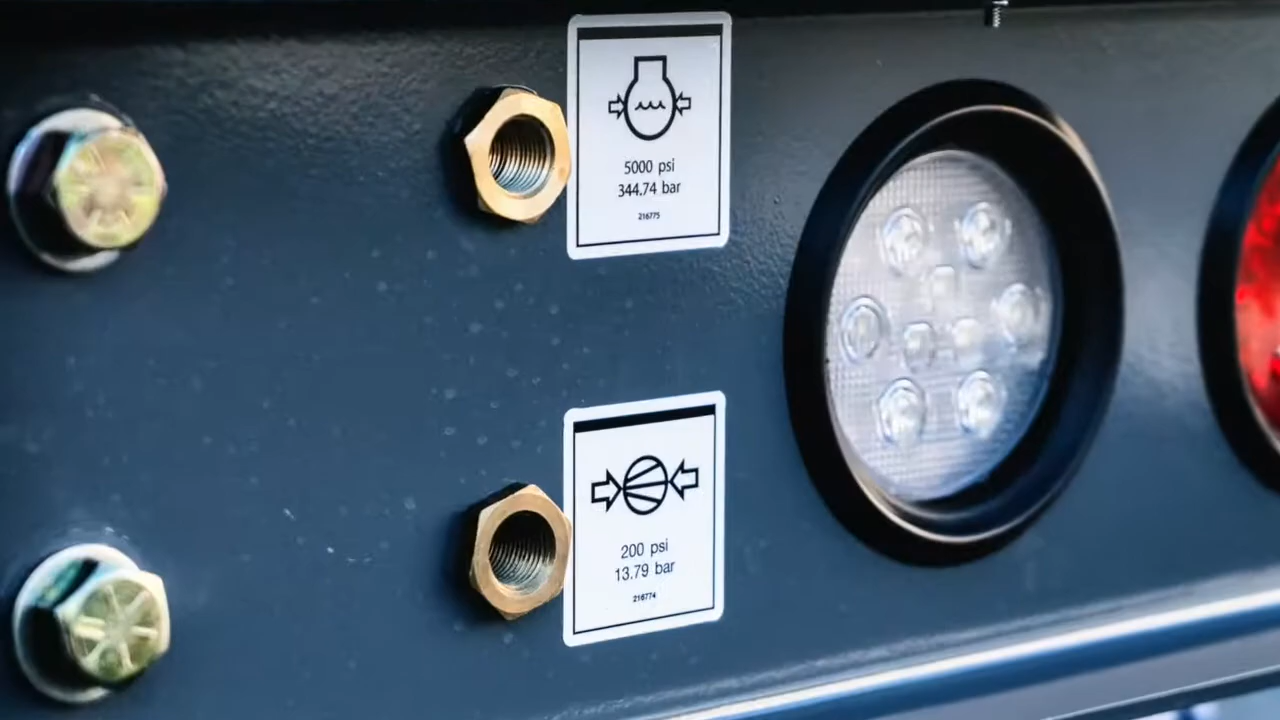 5000 psi
344.74 bar
216775
200 psi
13.79 bar
216774